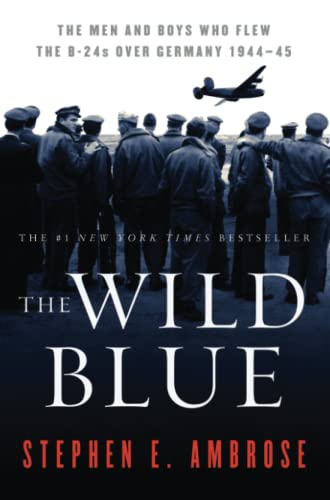 THE MEN AND BOYS WHO FLEW
THE B-24s OVER GERMANY 1944–45
THE #1 NEW YORK TIMES BESTSELLER
THE WILD
BLUE
STEPHEN E. AMBROSE